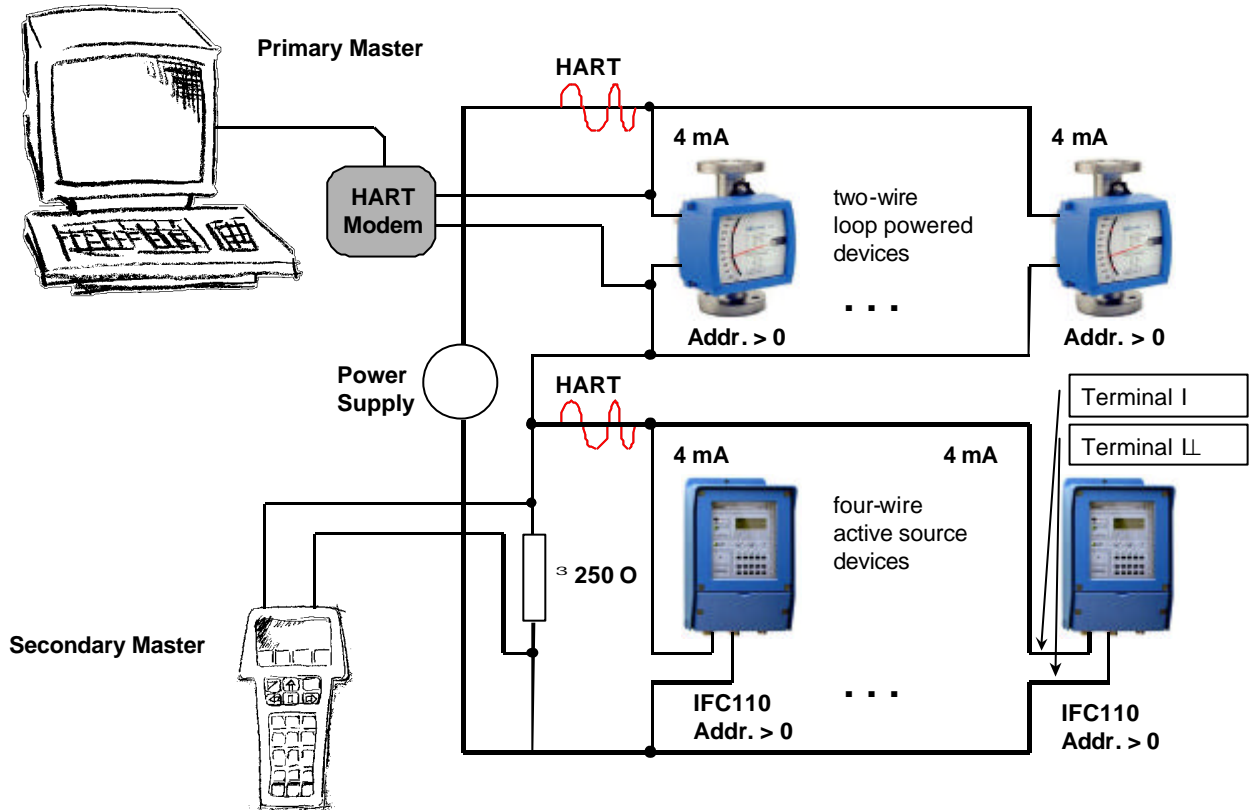 Primary Master
HART
4 mA
4 mA
HART
Modem
two-wire
loop powered
devices
. . .
Addr. > 0
Addr. > 0
Power
Supply
HART
Terminal I
Terminal I⊥
4 mA
4 mA
four-wire
active source
devices
³ 250 O
Secondary Master
. . .
IFC110
Addr. > 0
IFC110
Addr. > 0